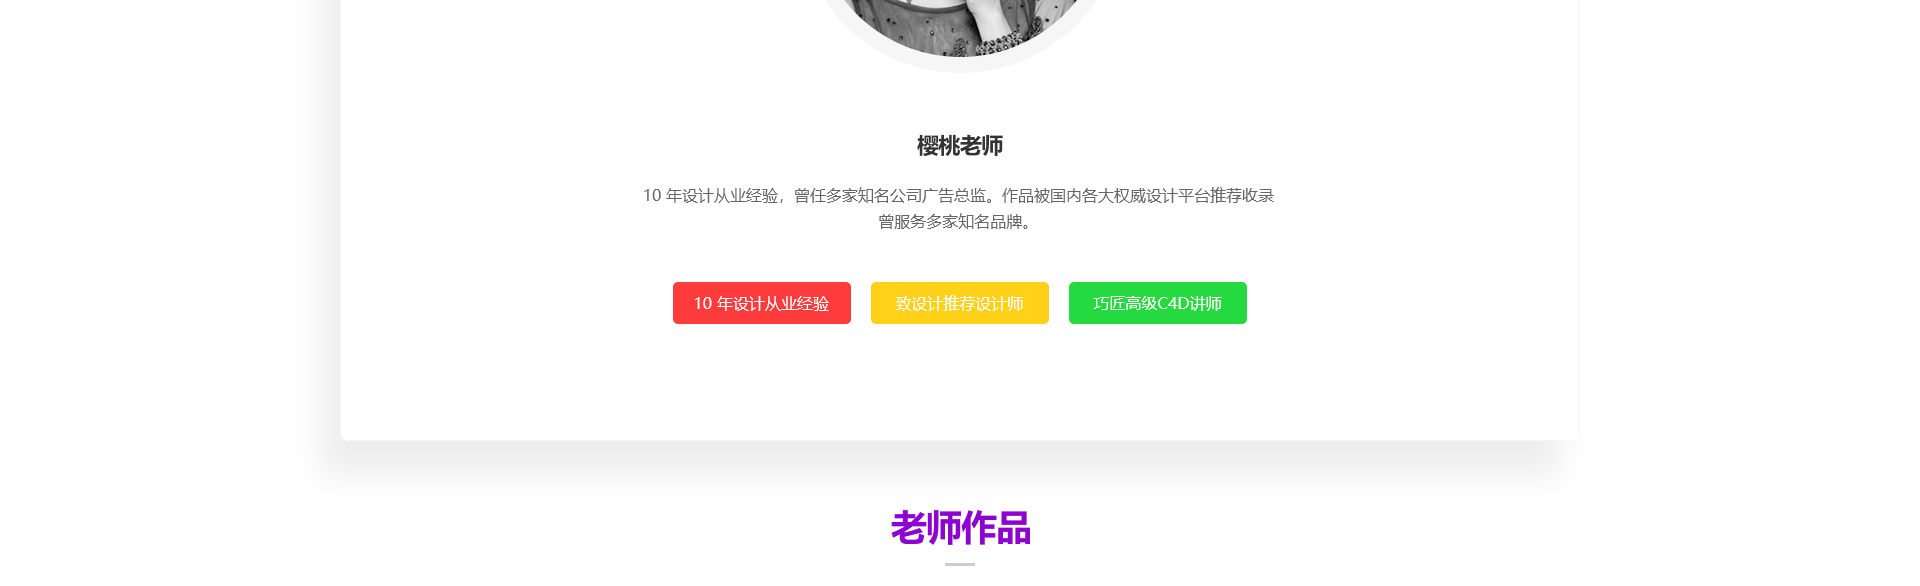 樱桃老师
10 年设计从业经验，曾任多家知名公司广告总监。作品被国内各大权威设计平台推荐收录
曾服务多家知名品牌。
10 年设计从业经验
致设计推荐设计师
巧匠高级C4D讲师
老师作品